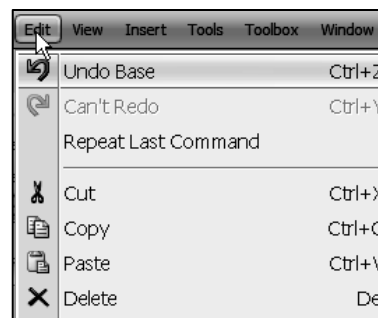 Edit View Insert Tools Toolbox Window
Undo Base Ctrl+Z
Can't Redo Ctrl+Y
Repeat Last Command
Cut Ctrl+X
Copy Ctrl+C
Paste Ctrl+V
Delete De